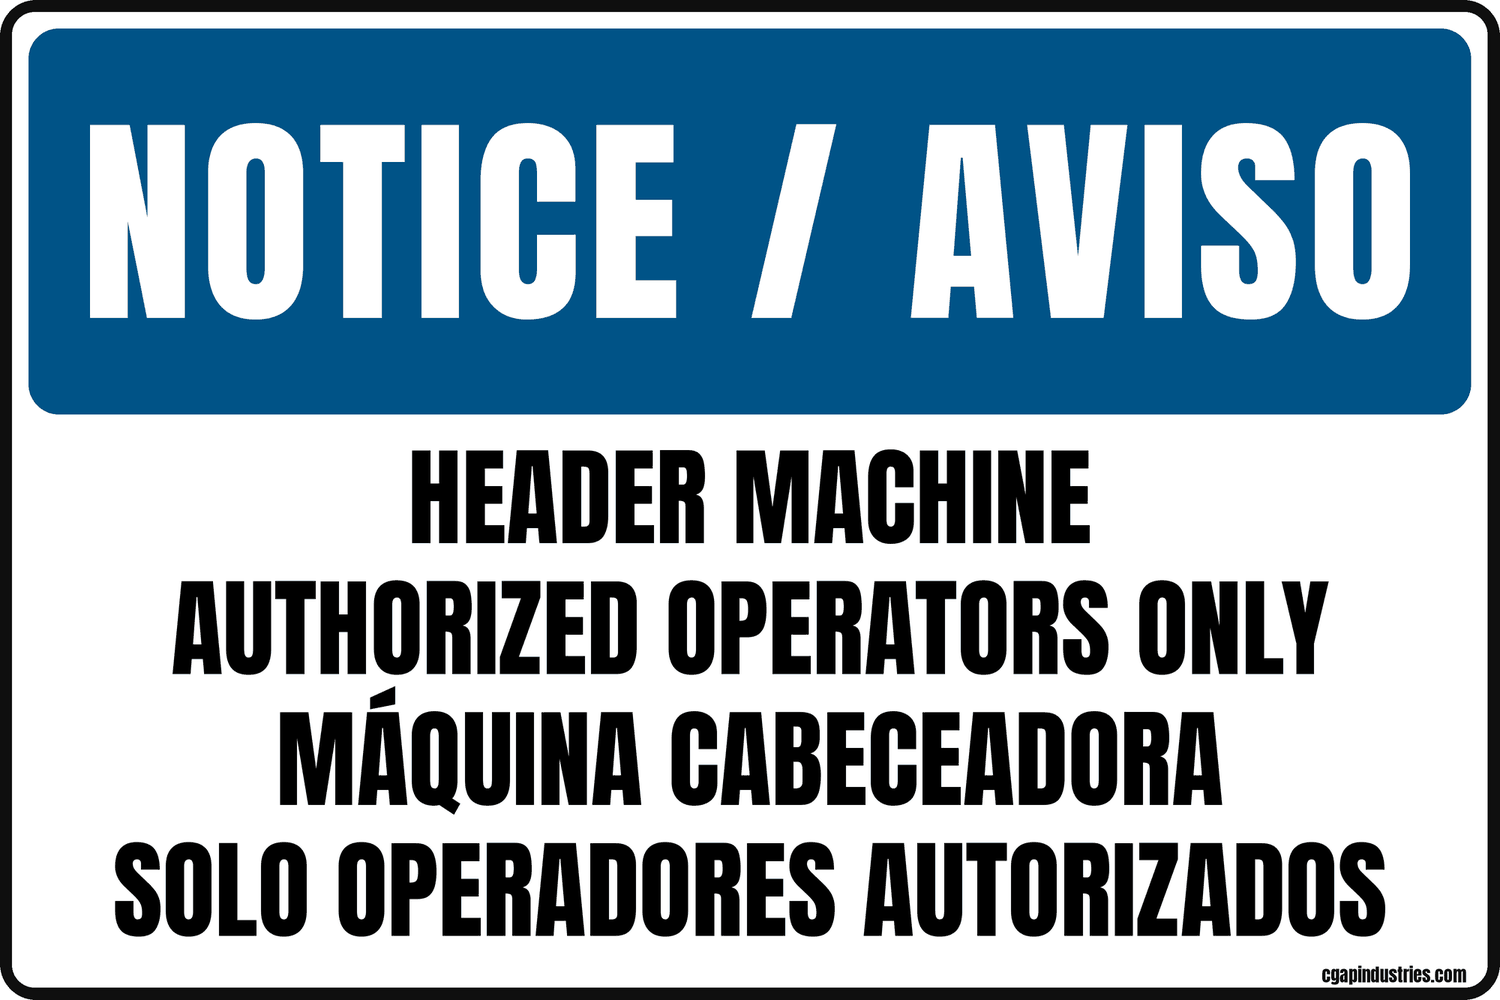 NOTICE / AVISO
HEADER MACHINE
AUTHORIZED OPERATORS ONLY
MÁQUINA CABECEADORA
SOLO OPERADORES AUTORIZADOS
cgapindustries.com